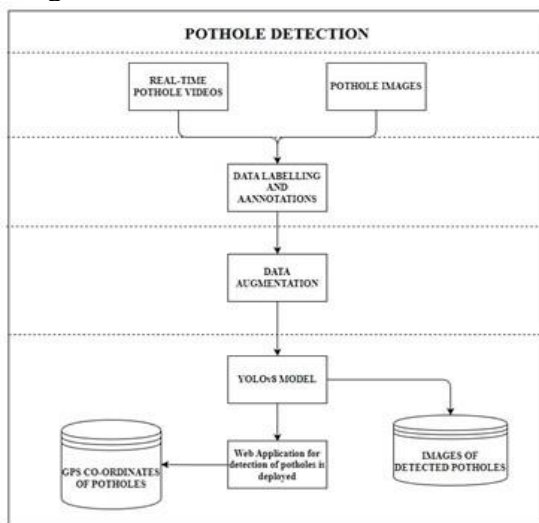 POTHOLE DETECTION
REAL-TIME
POTHOLE VIDEOS
POTHOLE IMAGES
DATA LABELLING
AND
AANNOTATIONS
DATA
AUGMENTATION
YOLOv8 MODEL
Web Application for
detection of potholes is
deployed
GPS CO-ORDINATES
OF POTHOLES
IMAGES OF
DETECTED POTHOLES